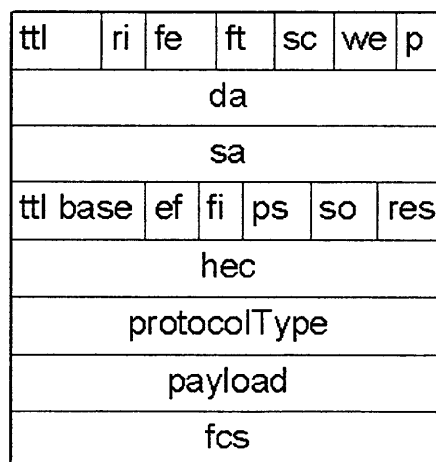 ttl ri fe ft sc we p
da
sa
ttl base ef fi ps so res
hec
protocolType
payload
fcs